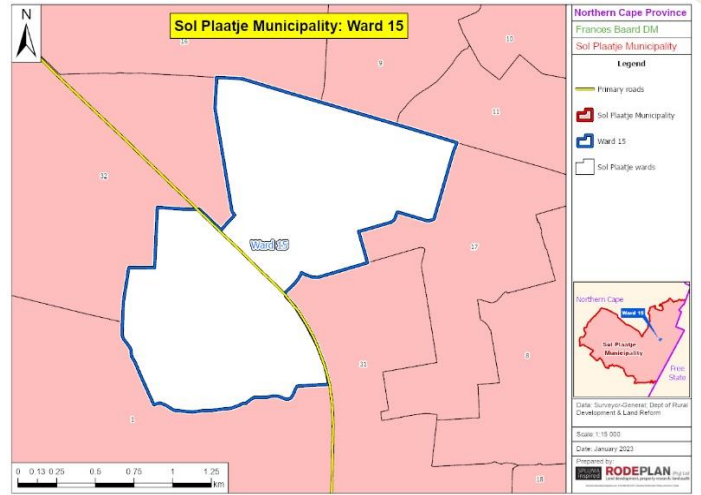 Sol Plaatje Municipality: Ward 15
N
9
10
11
32
Ward 15
17
31
8
1
18
0 0.13 0.25 0.5 0.75 1 1.25
km
Northern Cape Province
Frances Baard DM
Sol Plaatje Municipality
Legend
Primary roads
Sol Plaatje Municipality
Ward 15
Sol Plaatje wards
Northern Cape
Ward 15
Sol Plaatje
Municipality
Free
State
Data: Surveyor-General; Dept of Rural
Development & Land Reform
Scale: 1:15 000
Date: January 2023
Prepared by:
SPLUMA
inspired
RODEPLAN (Pty) Ltd